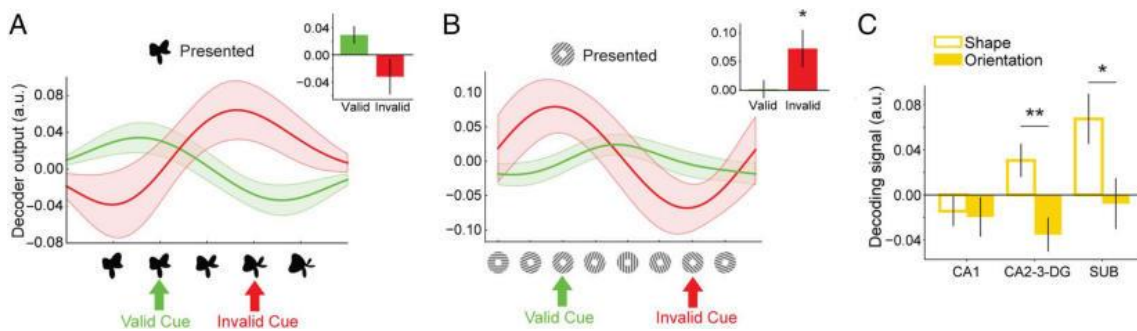 A
Presented
Decoder output (a.u.)
0.08
0.04
0.00
−0.04
−0.08
0.04
0.00
−0.04
Valid Invalid
Valid Cue
Invalid Cue
B
Presented
0.10
0.05
0.00
−0.05
−0.10
*
0.10
0.05
0.00
Valid Invalid
Valid Cue
Invalid Cue
C
Shape
Orientation
Decoding signal (a.u.)
0.08
0.04
0.00
−0.04
**
*
CA1 CA2-3-DG SUB